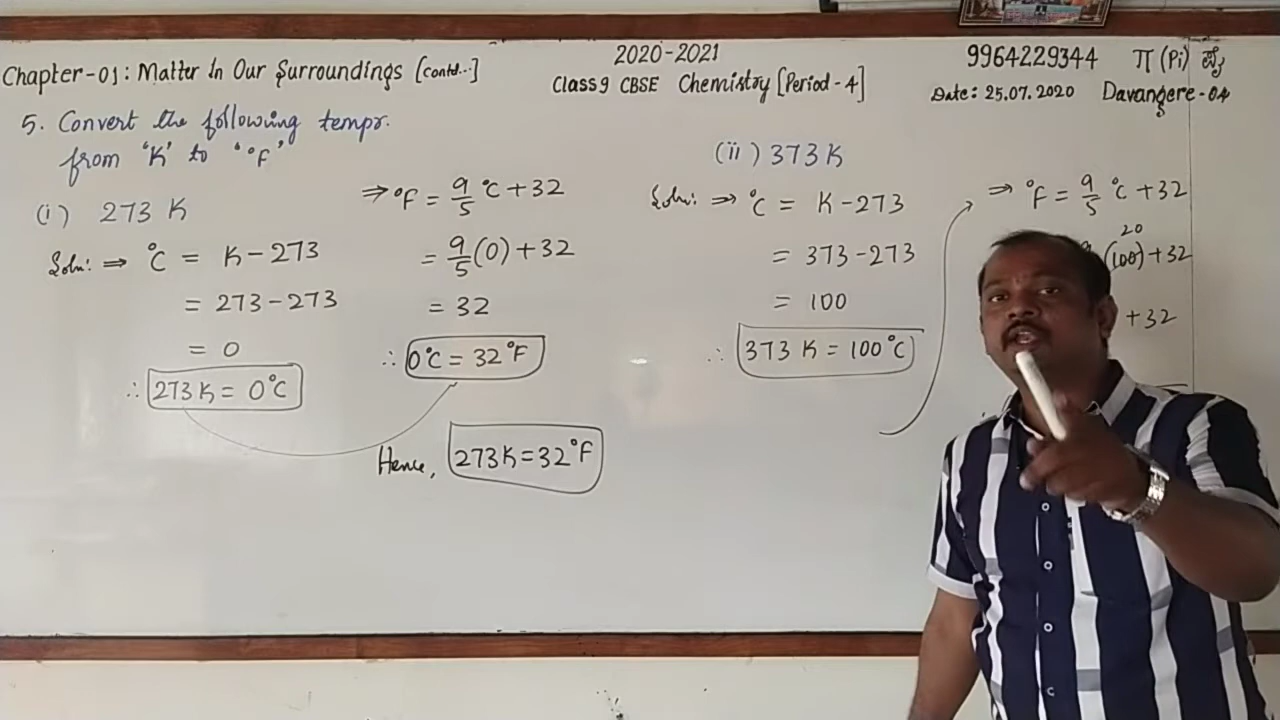 2020-2021
9964229344 π (Pi)
Chapter-01: Matter In Our Surroundings [contd...]
Class 9 CBSE Chemistry [Period - 4]
Date: 25.07.2020 Davangere-04
5. Convert the following tempr.
from 'K' to '°F'
(i) 273 K
Soln: ⇒ °C = K - 273
= 273 - 273
= 0
∴ 273 K = 0°C
⇒ °F = 9/5 °C + 32
= 9/5 (0) + 32
= 32
∴ 0°C = 32°F
Hence, 273 K = 32°F
(ii) 373 K
Soln: ⇒ °C = K - 273
= 373 - 273
= 100
∴ 373 K = 100°C
⇒ °F = 9/5 °C + 32
20
(100) + 32
+ 32